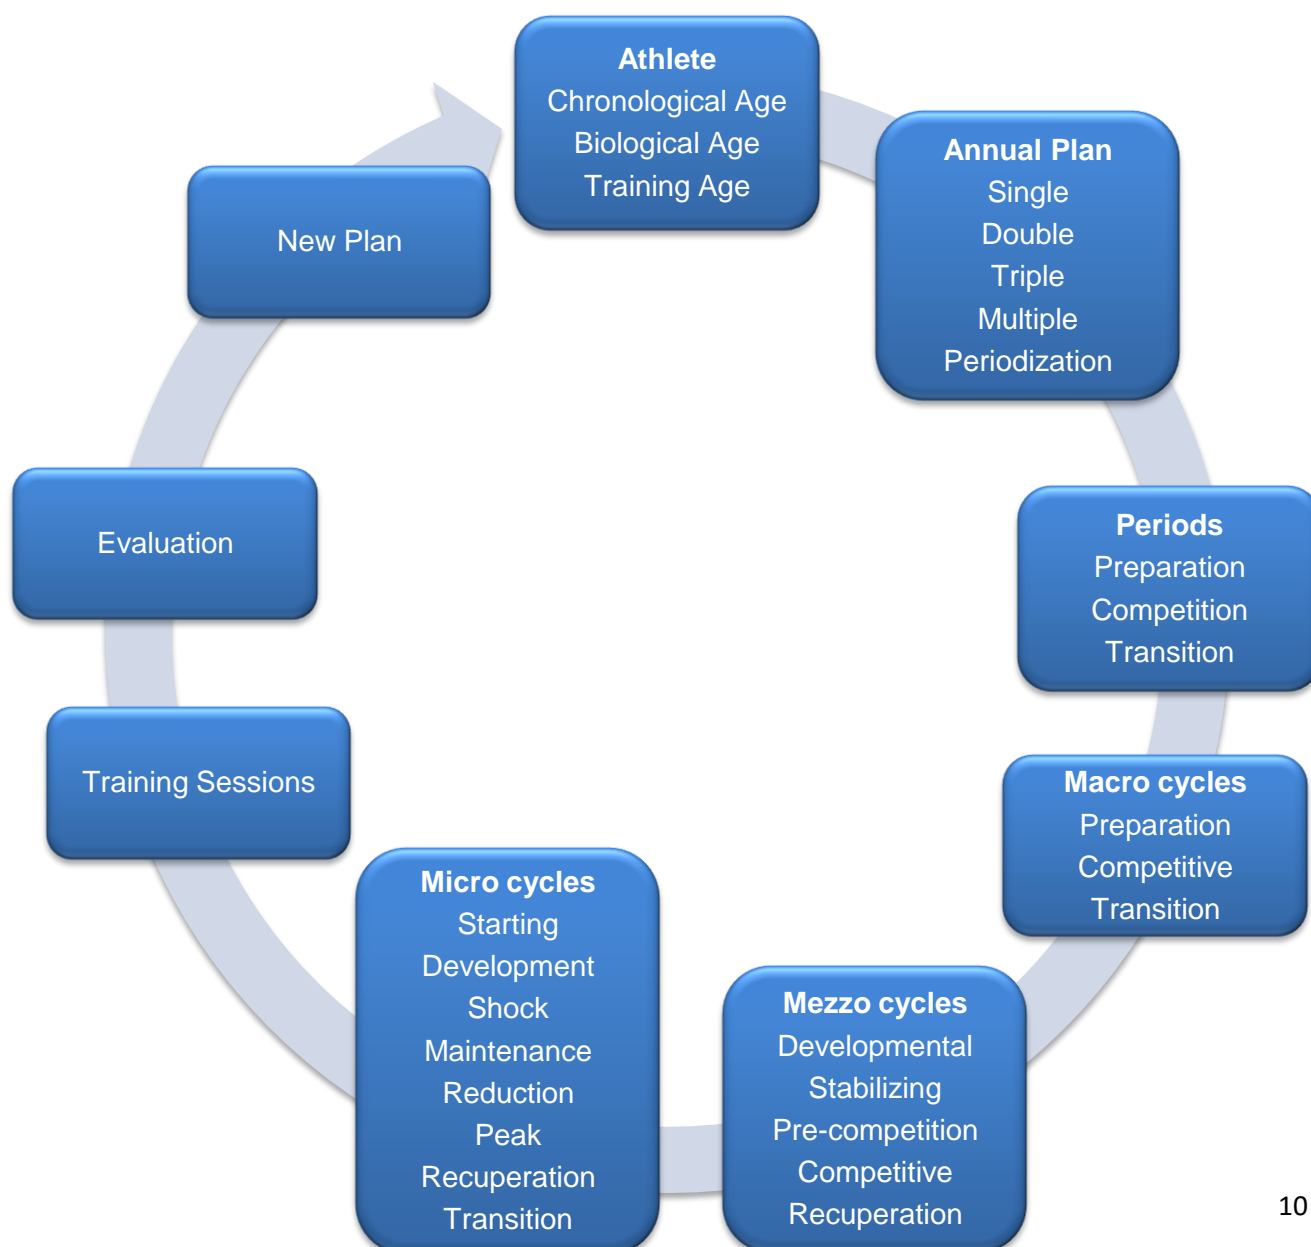 Athlete
Chronological Age
Biological Age
Training Age
Annual Plan
Single
Double
Triple
Multiple
Periodization
Periods
Preparation
Competition
Transition
Macro cycles
Preparation
Competitive
Transition
Mezzo cycles
Developmental
Stabilizing
Pre-competition
Competitive
Recuperation
Micro cycles
Starting
Development
Shock
Maintenance
Reduction
Peak
Recuperation
Transition
Training Sessions
Evaluation
New Plan
10